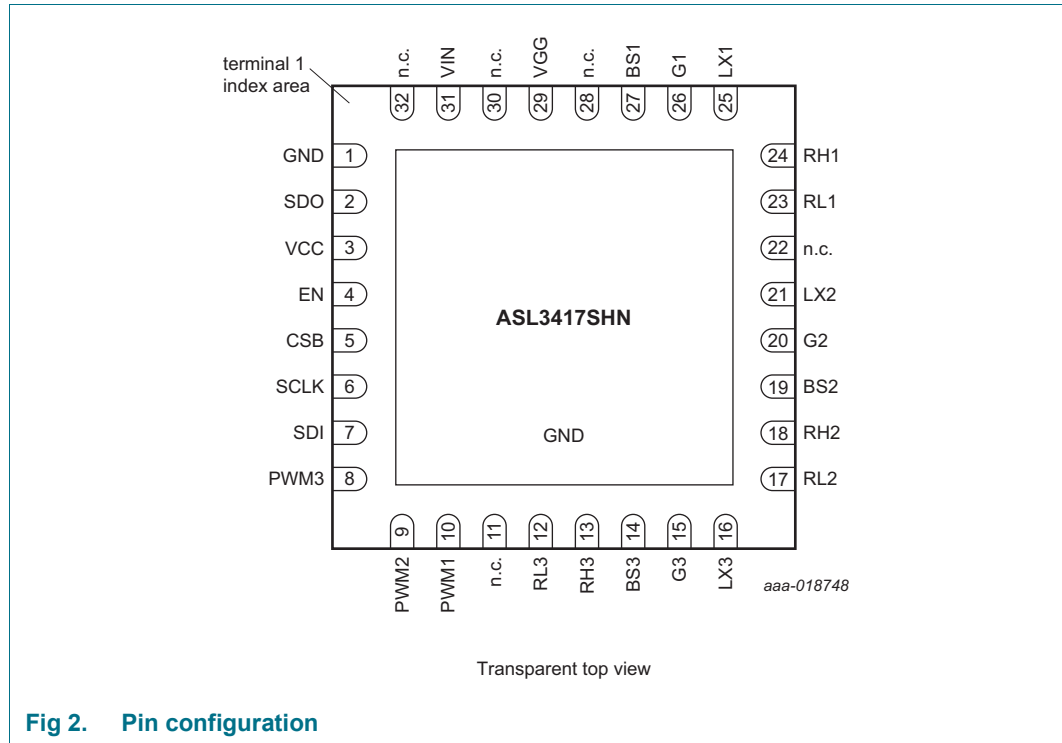 terminal 1
index area
n.c.
VIN
n.c.
VGG
n.c.
BS1
G1
LX1
32
31
30
29
28
27
26
25
GND 1
SDO 2
VCC 3
EN 4
CSB 5
SCLK 6
SDI 7
PWM3 8
24 RH1
23 RL1
22 n.c.
21 LX2
20 G2
19 BS2
18 RH2
17 RL2
ASL3417SHN
GND
9
10
11
12
13
14
15
16
PWM2
PWM1
n.c.
RL3
RH3
BS3
G3
LX3
aaa-018748
Transparent top view
Fig 2. Pin configuration